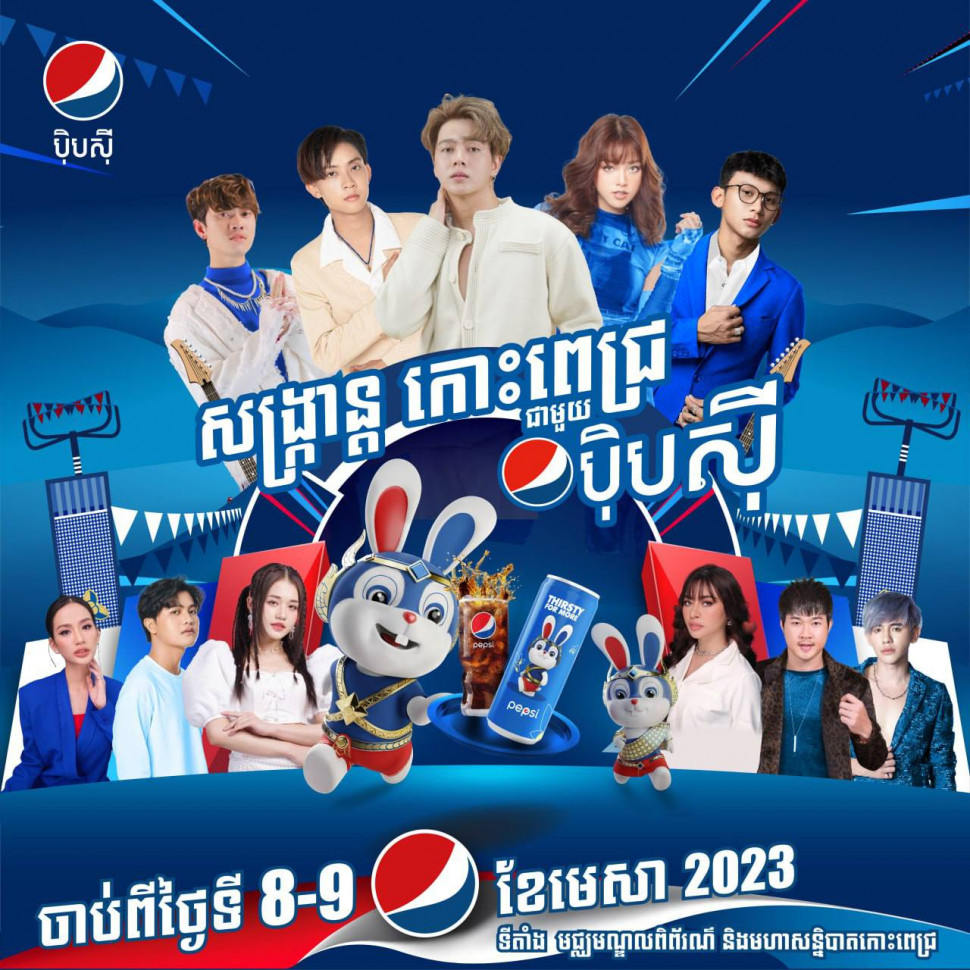 ប៉ិបស៊ី
សង្ក្រាន្ត កោះពេជ្រ
ជាមួយ
ប៉ិបស៊ី
THIRSTY
FOR MORE
pepsi
pepsi
ចាប់ពីថ្ងៃទី 8-9 ខែមេសា 2023
ទីតាំង មជ្ឈមណ្ឌលពិព័រណ៍ និងមហាសន្និបាតកោះពេជ្រ